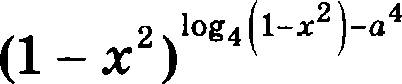 (1 − x²)^{log₄(1−x²)−a⁴}